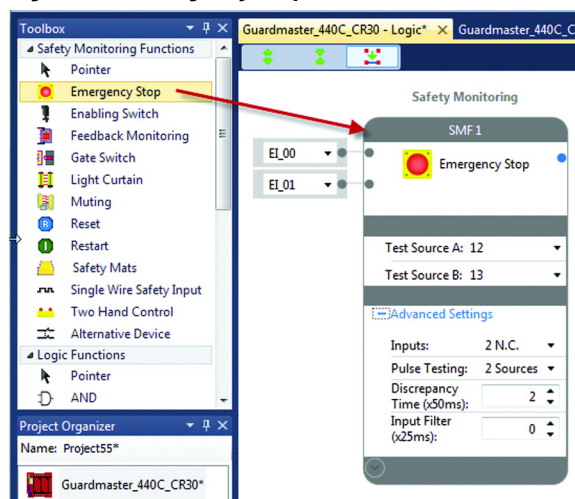 Toolbox
Safety Monitoring Functions
Pointer
Emergency Stop
Enabling Switch
Feedback Monitoring
Gate Switch
Light Curtain
Muting
Reset
Restart
Safety Mats
Single Wire Safety Input
Two Hand Control
Alternative Device
Logic Functions
Pointer
AND
Project Organizer
Name: Project55*
Guardmaster_440C_CR30*
Guardmaster_440C_CR30 - Logic*
Guardmaster_440C_C
Safety Monitoring
SMF 1
EI_00
EI_01
Emergency Stop
Test Source A: 12
Test Source B: 13
Advanced Settings
Inputs: 2 N.C.
Pulse Testing: 2 Sources
Discrepancy
Time (x50ms): 2
Input Filter
(x25ms): 0